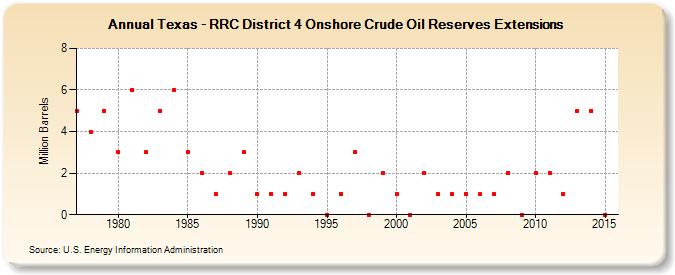 Annual Texas - RRC District 4 Onshore Crude Oil Reserves Extensions
Million Barrels
8
6
4
2
0
1980 1985 1990 1995 2000 2005 2010 2015
Source: U.S. Energy Information Administration